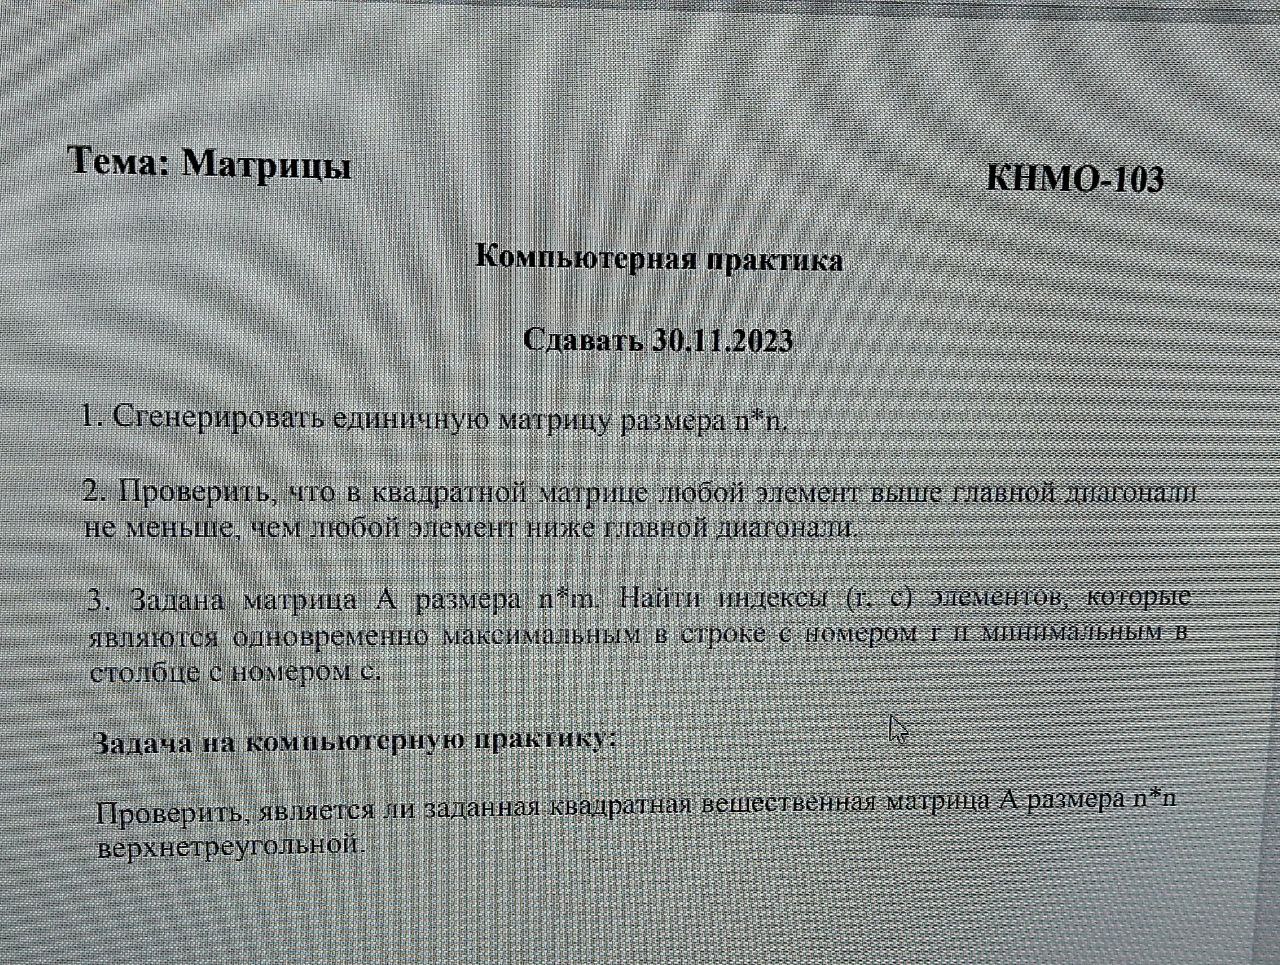 Тема: Матрицы
КНМО-103
Компьютерная практика
Сдавать 30.11.2023
1. Сгенерировать единичную матрицу размера n*n.
2. Проверить, что в квадратной матрице любой элемент выше главной диагонали
не меньше, чем любой элемент ниже главной диагонали.
3. Задана матрица A размера n*m. Найти индексы (r, c) элементов, которые
являются одновременно максимальным в строке с номером r и минимальным в
столбце с номером c.
Задача на компьютерную практику:
Проверить, является ли заданная квадратная вещественная матрица A размера n*n
верхнетреугольной.